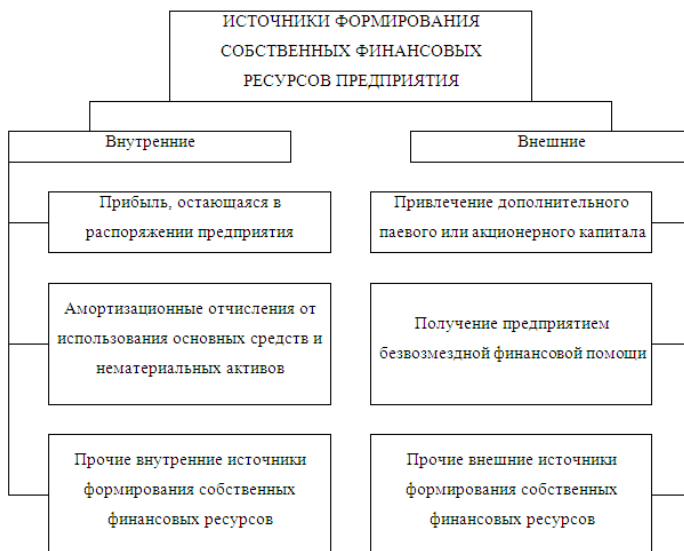 ИСТОЧНИКИ ФОРМИРОВАНИЯ
СОБСТВЕННЫХ ФИНАНСОВЫХ
РЕСУРСОВ ПРЕДПРИЯТИЯ
Внутренние
Прибыль, остающаяся в
распоряжении предприятия
Амортизационные отчисления от
использования основных средств и
нематериальных активов
Прочие внутренние источники
формирования собственных
финансовых ресурсов
Внешние
Привлечение дополнительного
паевого или акционерного капитала
Получение предприятием
безвозмездной финансовой помощи
Прочие внешние источники
формирования собственных
финансовых ресурсов